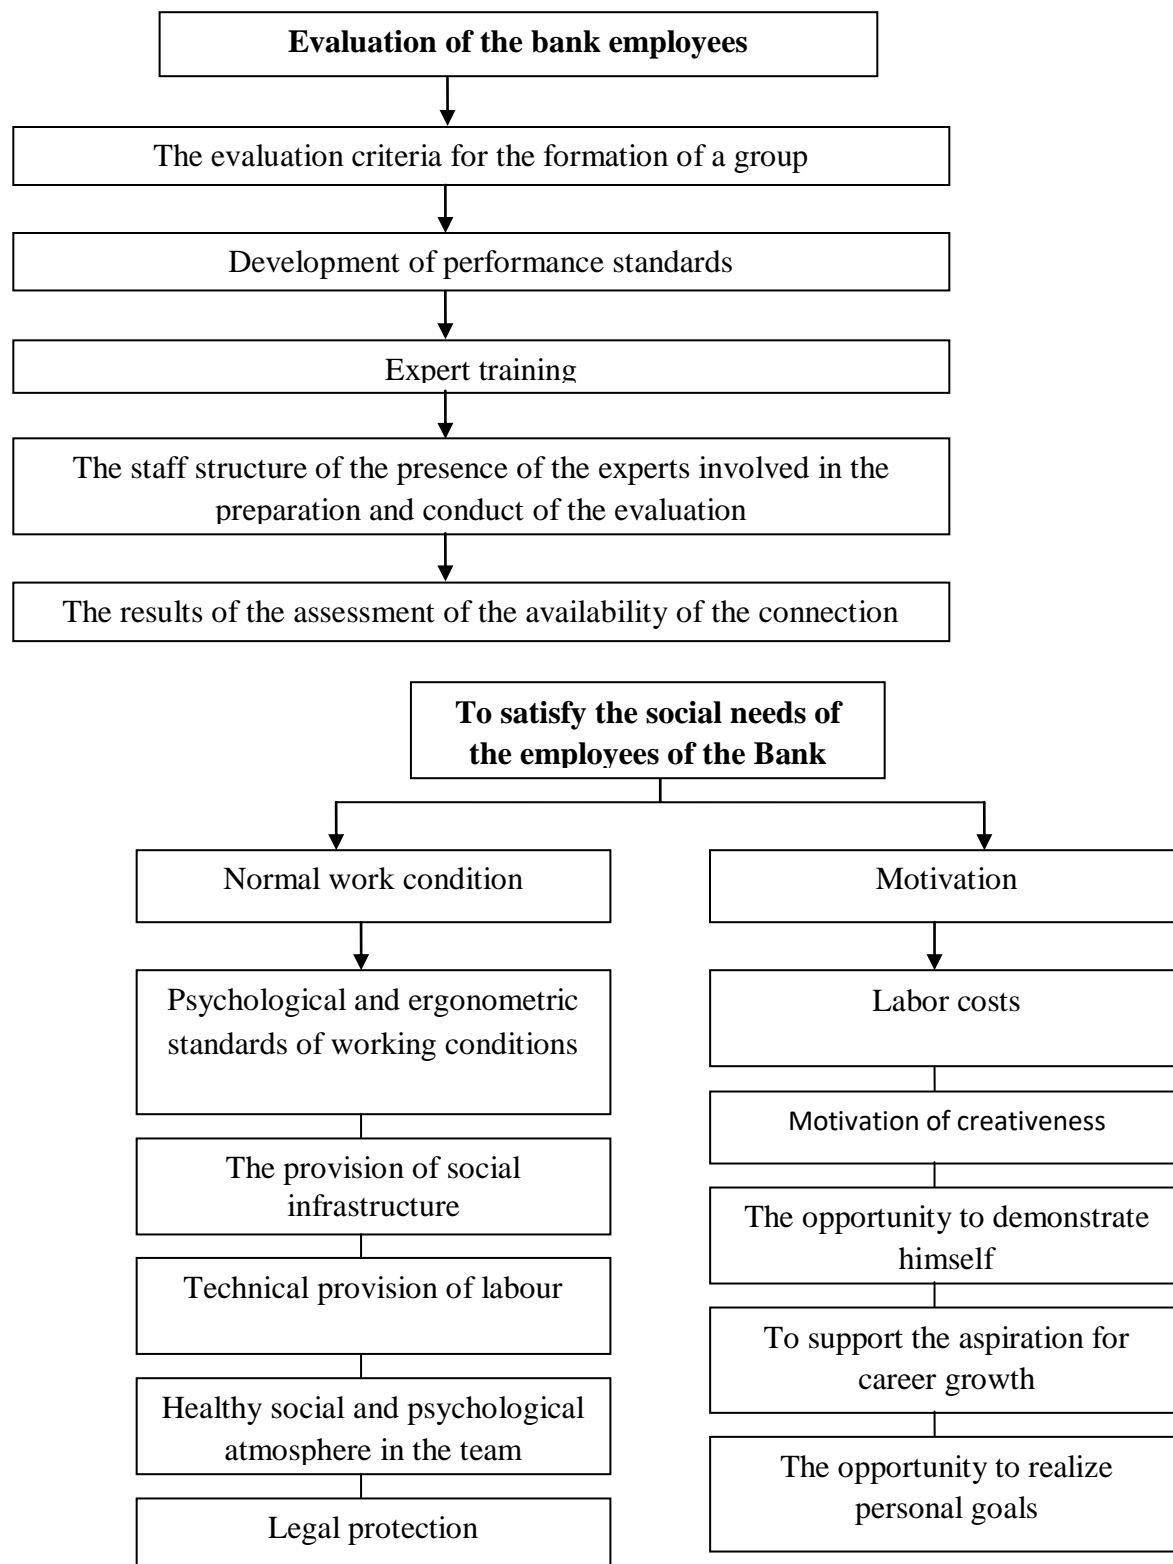 Evaluation of the bank employees
The evaluation criteria for the formation of a group
Development of performance standards
Expert training
The staff structure of the presence of the experts involved in the
preparation and conduct of the evaluation
The results of the assessment of the availability of the connection
To satisfy the social needs of
the employees of the Bank
Normal work condition
Psychological and ergonometric
standards of working conditions
The provision of social
infrastructure
Technical provision of labour
Healthy social and psychological
atmosphere in the team
Legal protection
Motivation
Labor costs
Motivation of creativeness
The opportunity to demonstrate
himself
To support the aspiration for
career growth
The opportunity to realize
personal goals